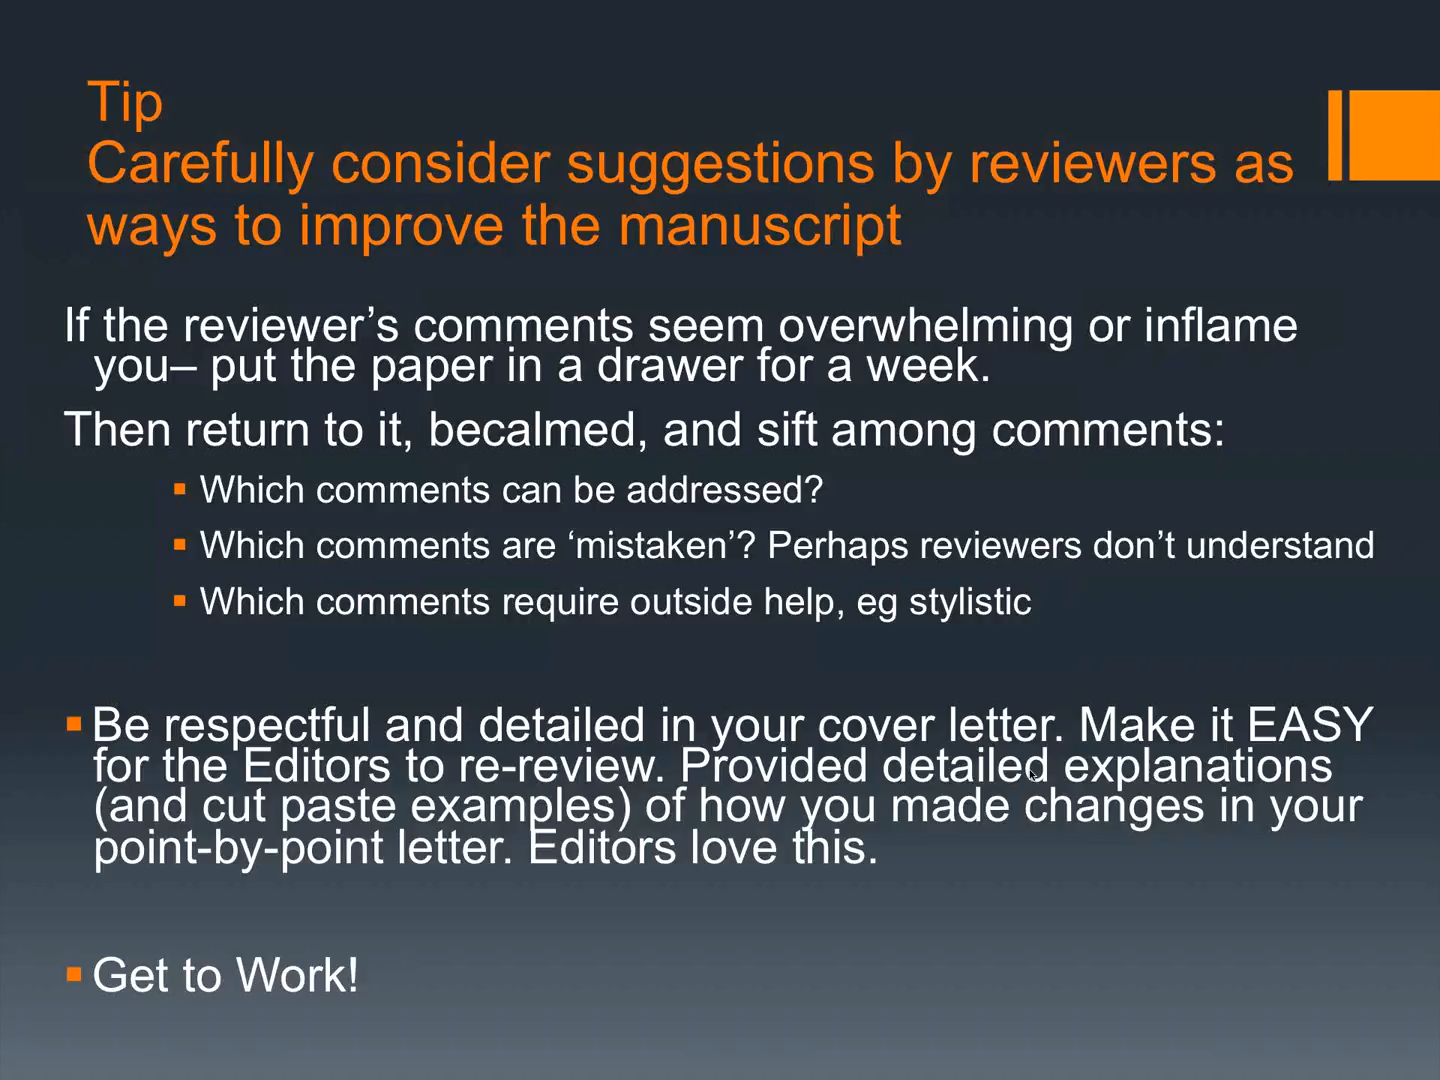 Tip
Carefully consider suggestions by reviewers as
ways to improve the manuscript
If the reviewer’s comments seem overwhelming or inflame
you– put the paper in a drawer for a week.
Then return to it, becalmed, and sift among comments:
▪ Which comments can be addressed?
▪ Which comments are ‘mistaken’? Perhaps reviewers don’t understand
▪ Which comments require outside help, eg stylistic
▪ Be respectful and detailed in your cover letter. Make it EASY
for the Editors to re-review. Provided detailed explanations
(and cut paste examples) of how you made changes in your
point-by-point letter. Editors love this.
▪ Get to Work!